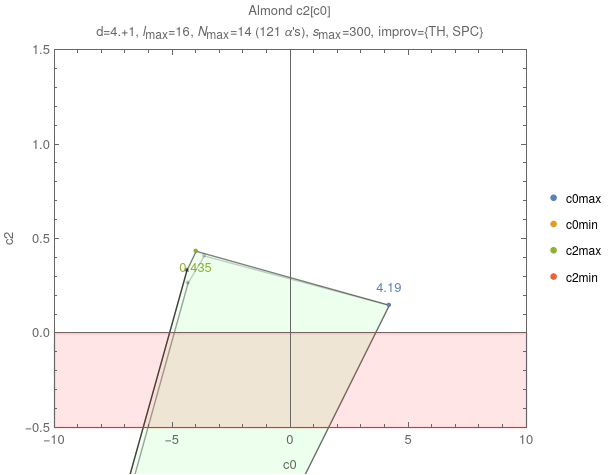 Almond c2[c0]
d=4.+1, lmax=16, Nmax=14 (121 α's), smax=300, improv={TH, SPC}
1.5
1.0
0.5
0.0
−0.5
c2
0.435
4.19
−10
−5
0
5
10
c0
c0max
c0min
c2max
c2min